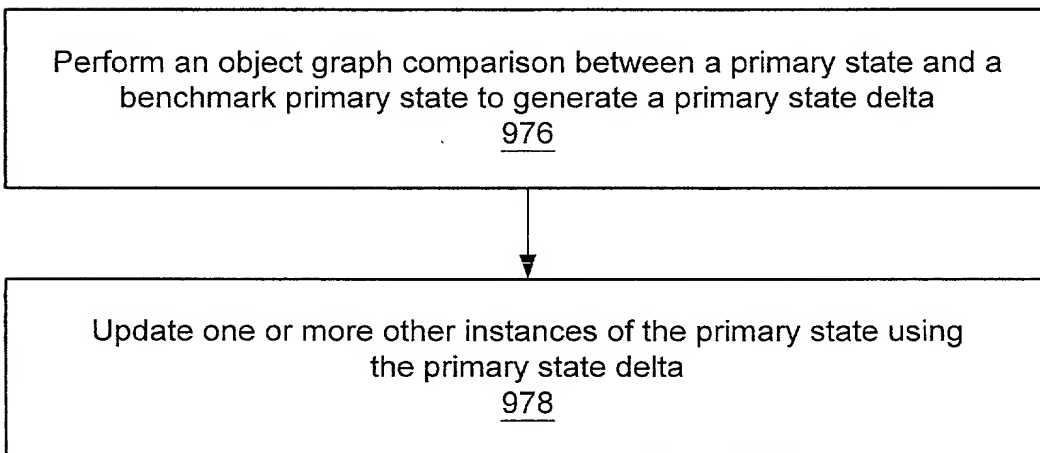 Perform an object graph comparison between a primary state and a
benchmark primary state to generate a primary state delta
976
Update one or more other instances of the primary state using
the primary state delta
978